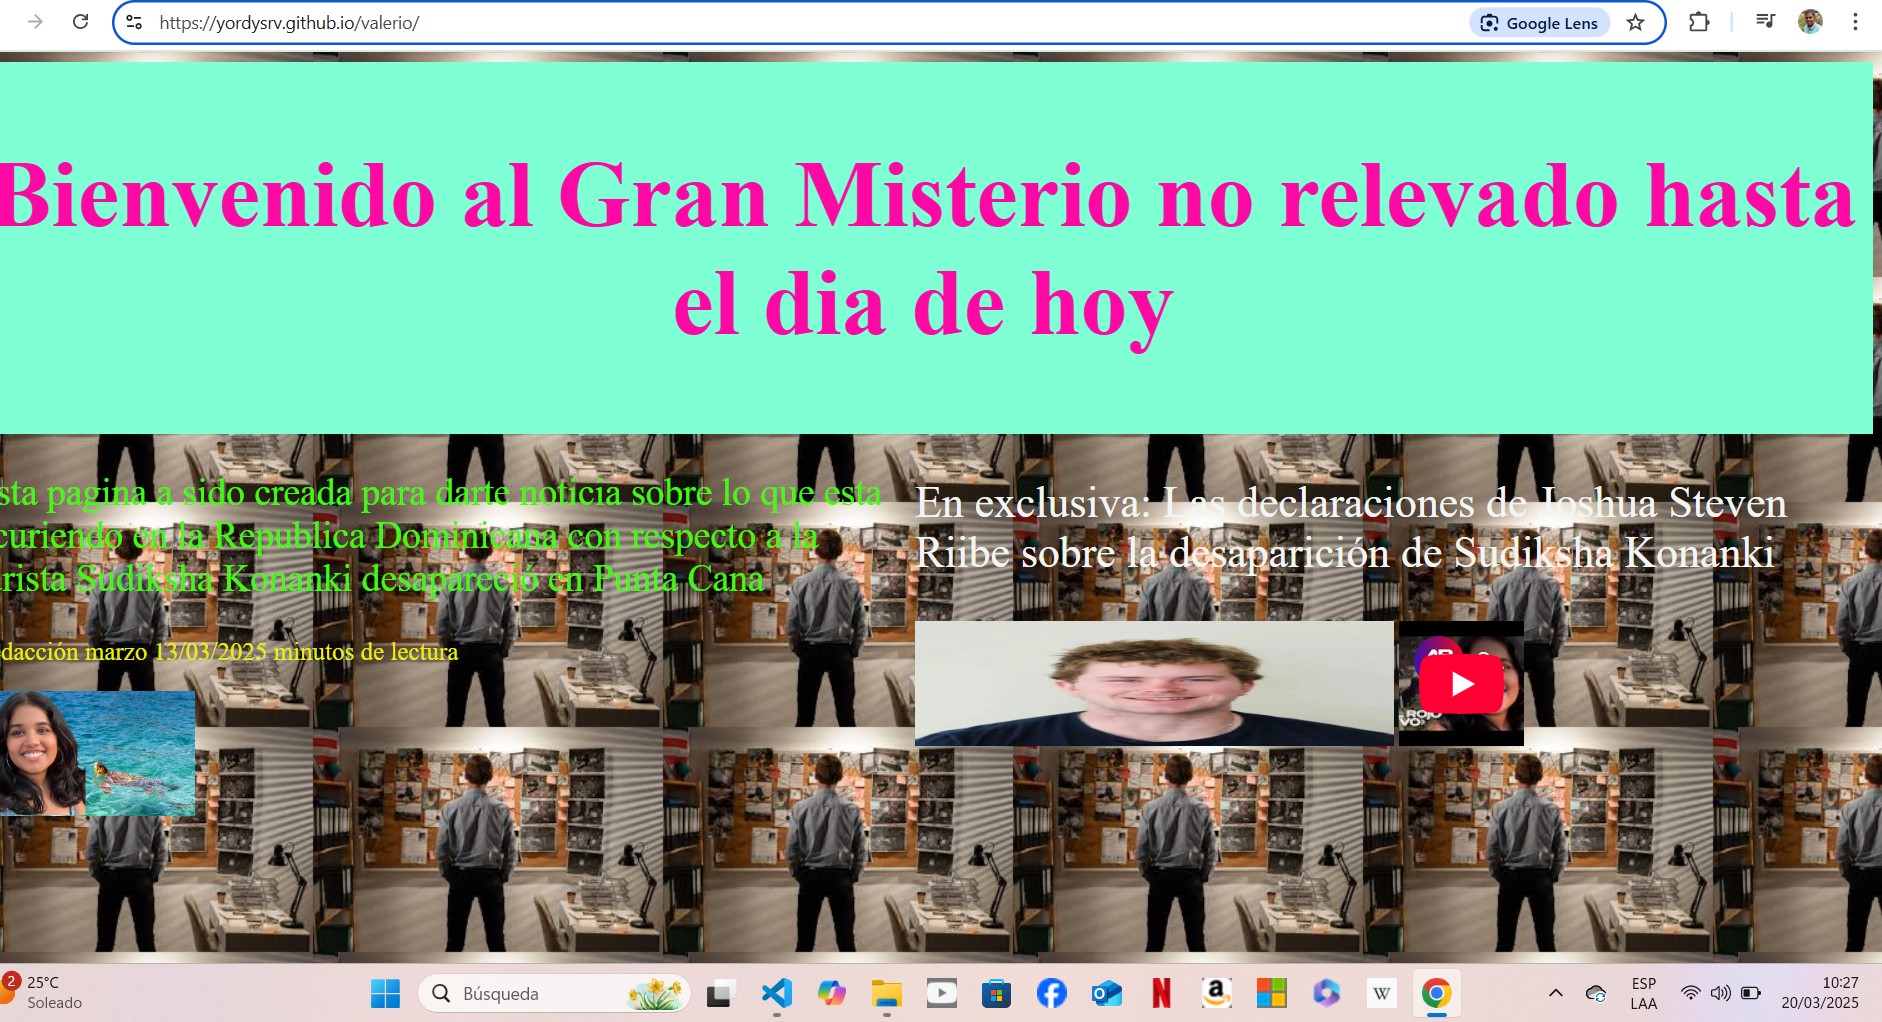 https://yordysrv.github.io/valerio/
Google Lens
Bienvenido al Gran Misterio no relevado hasta
el dia de hoy
sta pagina a sido creada para darte noticia sobre lo que esta
curiendo en la Republica Dominicana con respecto a la
rista Sudiksha Konanki desapareció en Punta Cana
dacción marzo 13/03/2025 minutos de lectura
En exclusiva: Las declaraciones de Joshua Steven
Riibe sobre la desaparición de Sudiksha Konanki
ROJO
VO
2
25°C
Soleado
Búsqueda
N
a
W
ESP
LAA
10:27
20/03/2025